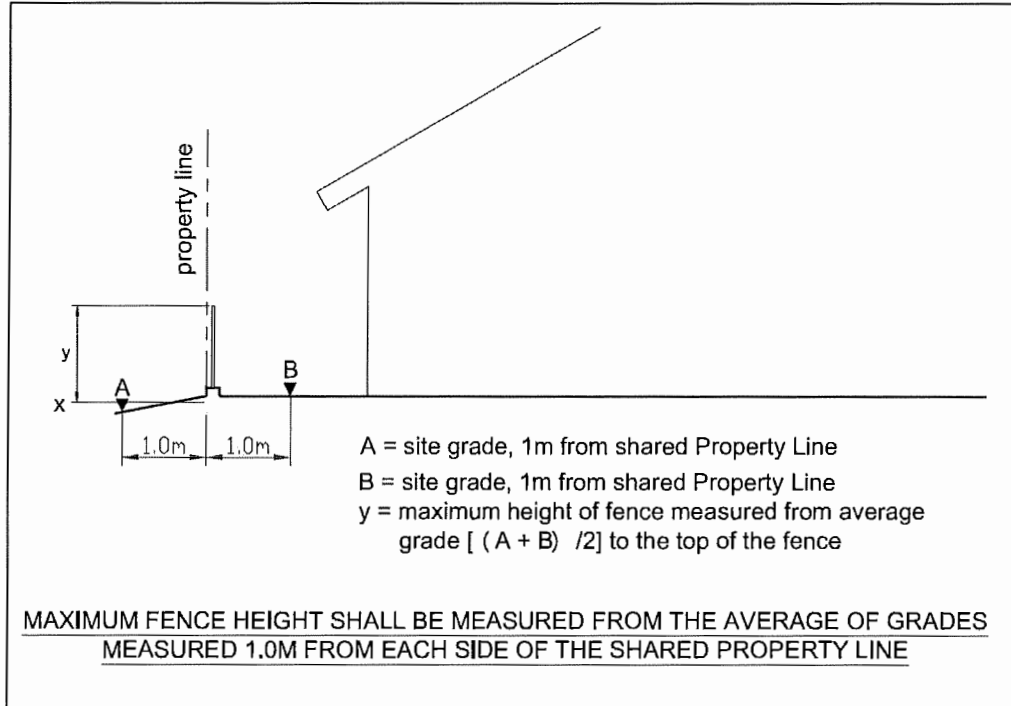 property line
y
A
B
x
1.0m
1.0m
A = site grade, 1m from shared Property Line
B = site grade, 1m from shared Property Line
y = maximum height of fence measured from average
grade [ ( A + B) /2] to the top of the fence
MAXIMUM FENCE HEIGHT SHALL BE MEASURED FROM THE AVERAGE OF GRADES
MEASURED 1.0M FROM EACH SIDE OF THE SHARED PROPERTY LINE